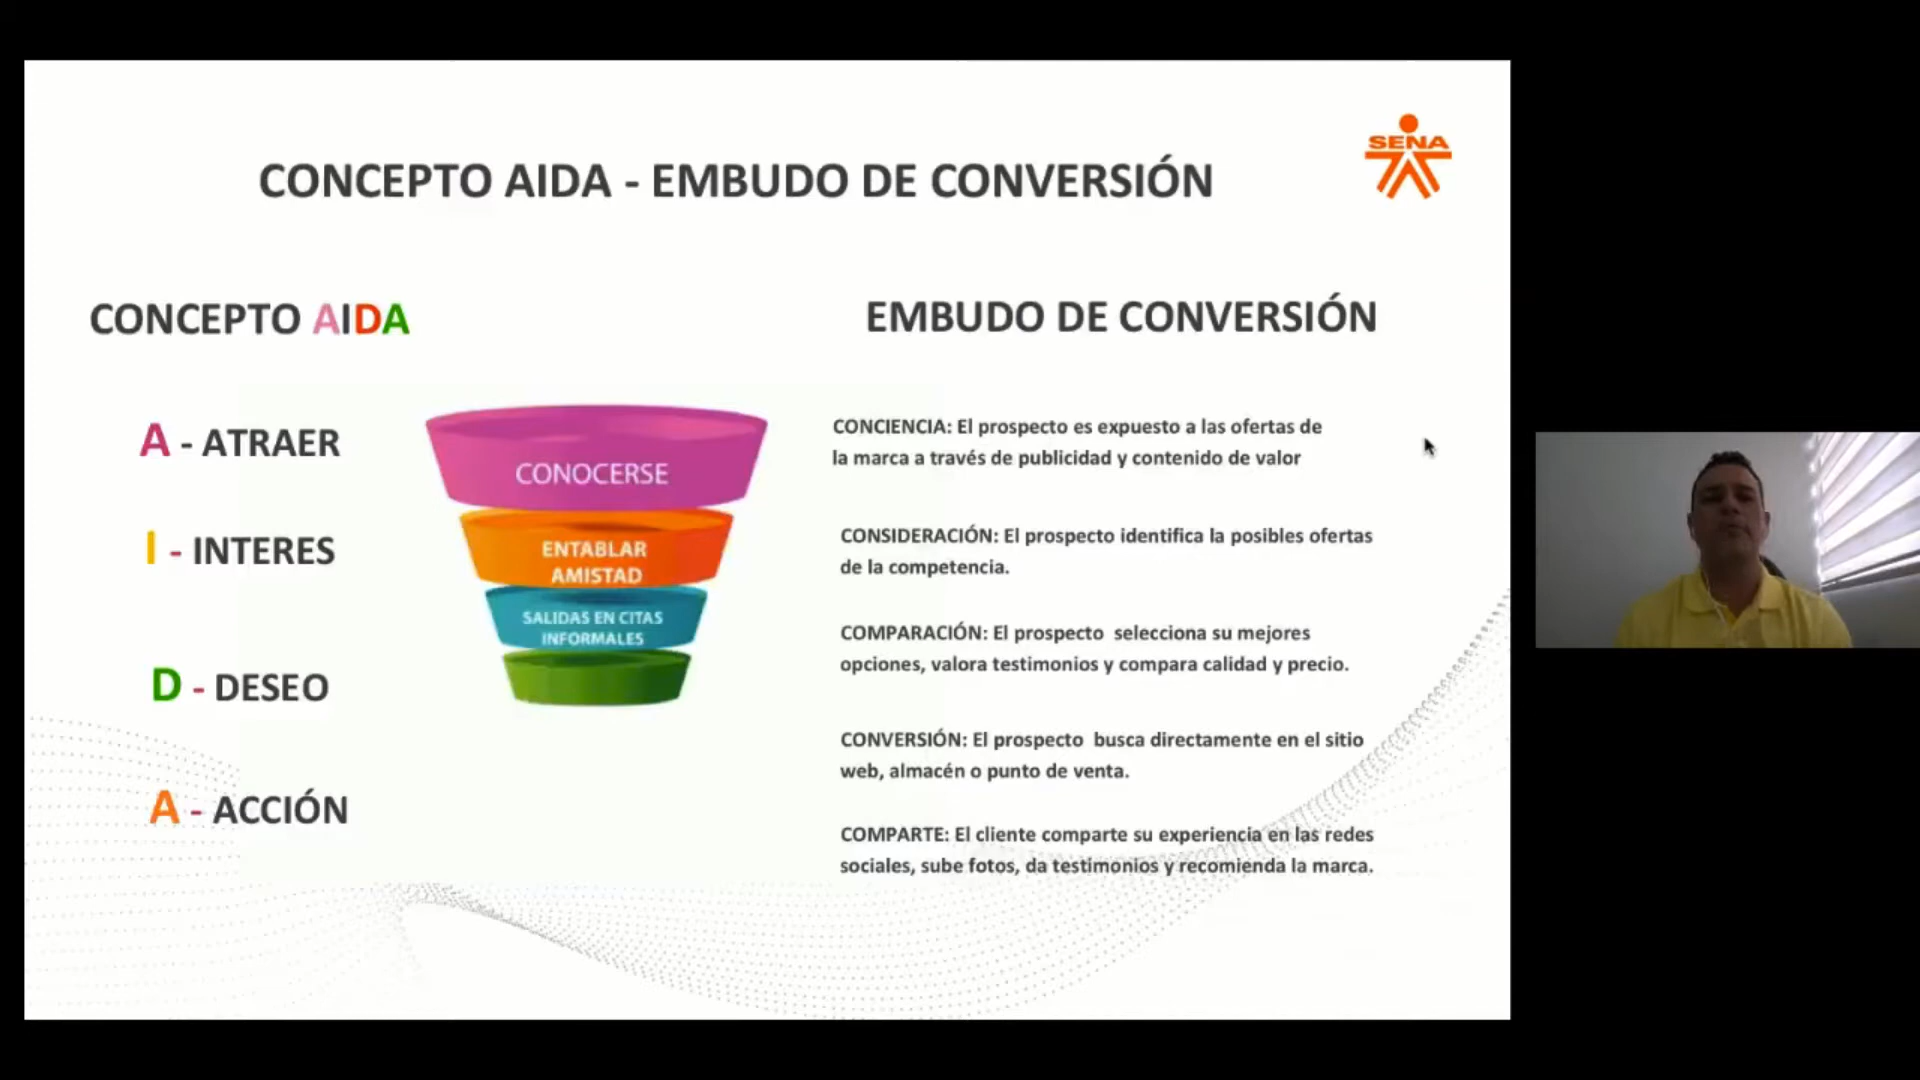 SENA
CONCEPTO AIDA - EMBUDO DE CONVERSIÓN
CONCEPTO AIDA
A - ATRAER
I - INTERES
D - DESEO
A - ACCIÓN
CONOCERSE
ENTABLAR
AMISTAD
SALIDAS EN CITAS
INFORMALES
EMBUDO DE CONVERSIÓN
CONCIENCIA: El prospecto es expuesto a las ofertas de
la marca a través de publicidad y contenido de valor
CONSIDERACIÓN: El prospecto identifica la posibles ofertas
de la competencia.
COMPARACIÓN: El prospecto selecciona su mejores
opciones, valora testimonios y compara calidad y precio.
CONVERSIÓN: El prospecto busca directamente en el sitio
web, almacén o punto de venta.
COMPARTE: El cliente comparte su experiencia en las redes
sociales, sube fotos, da testimonios y recomienda la marca.